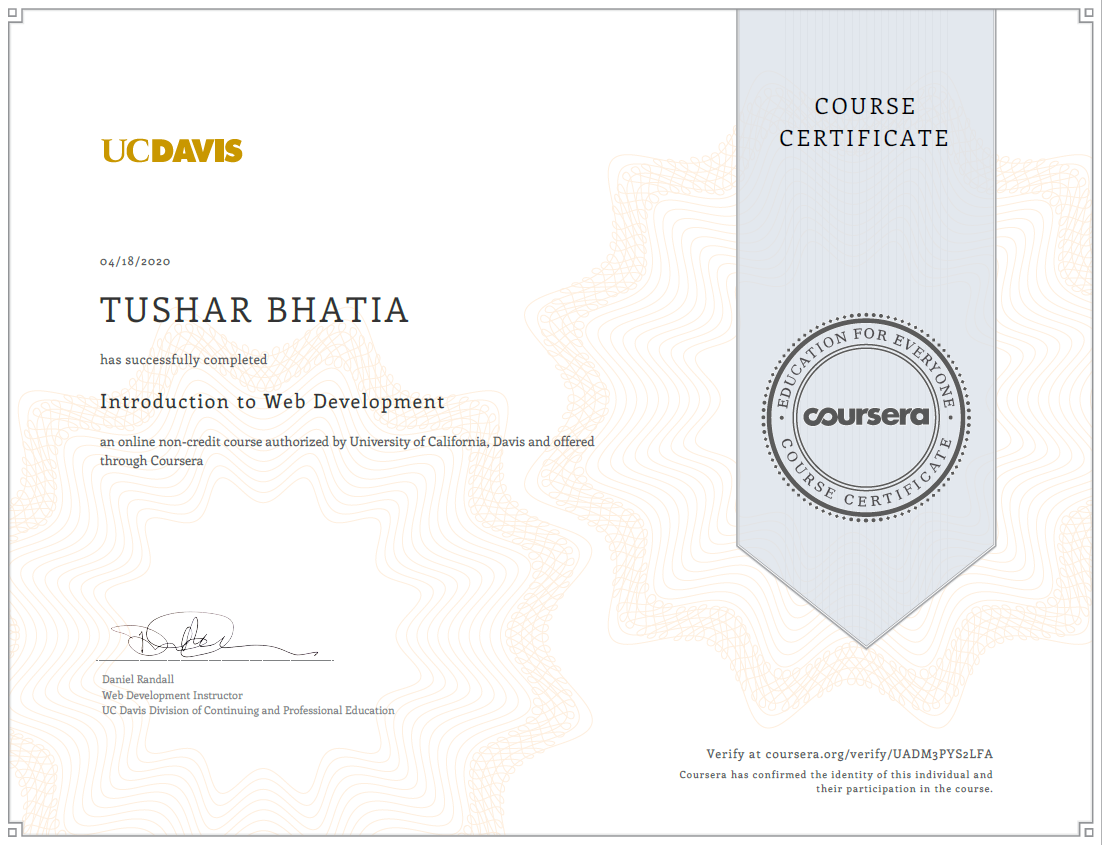 COURSE
CERTIFICATE
UCDAVIS
04/18/2020
TUSHAR BHATIA
has successfully completed
Introduction to Web Development
an online non-credit course authorized by University of California, Davis and offered
through Coursera
EDUCATION FOR EVERYONE
coursera
COURSE CERTIFICATE
Daniel Randall
Web Development Instructor
UC Davis Division of Continuing and Professional Education
Verify at coursera.org/verify/UADM3PYS2LFA
Coursera has confirmed the identity of this individual and
their participation in the course.